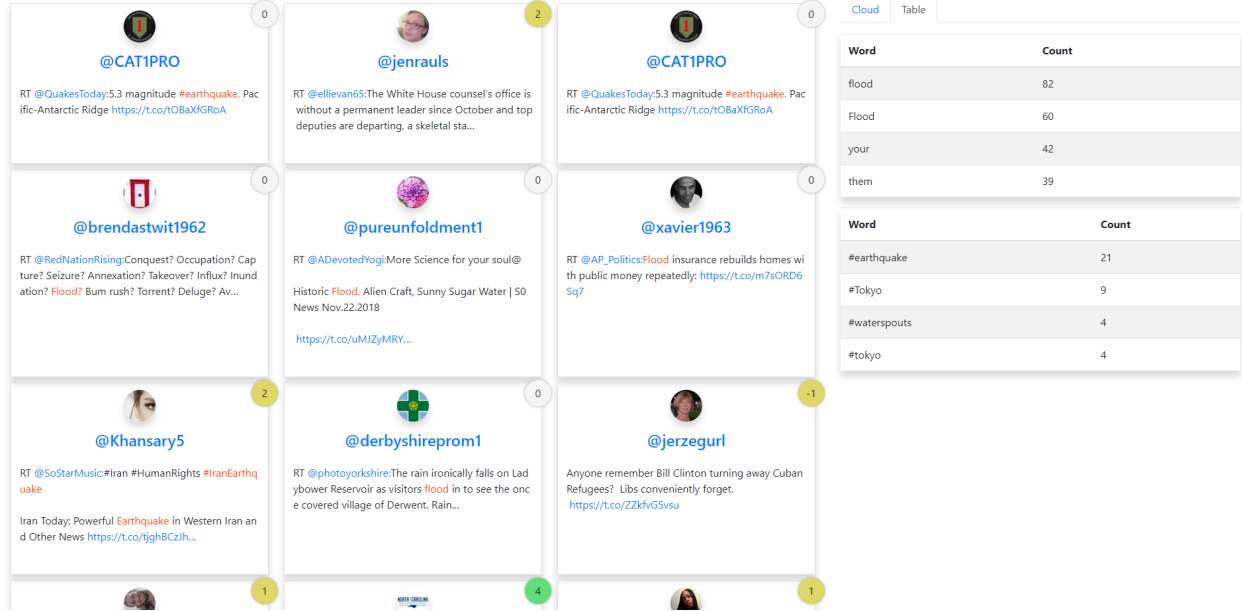 0
@CAT1PRO
RT @QuakesToday:5.3 magnitude #earthquake. Pac
ific-Antarctic Ridge https://t.co/tOBaXfGRoA
2
@jenrauls
RT @ellievan65:The White House counsel's office is
without a permanent leader since October and top
deputies are departing, a skeletal sta...
0
@CAT1PRO
RT @QuakesToday:5.3 magnitude #earthquake. Pac
ific-Antarctic Ridge https://t.co/tOBaXfGRoA
0
@brendastwit1962
RT @RedNationRising:Conquest? Occupation? Cap
ture? Seizure? Annexation? Takeover? Influx? Inund
ation? Flood? Bum rush? Torrent? Deluge? Av...
0
@pureunfoldment1
RT @ADevotedYogi:More Science for your soul@
Historic Flood, Alien Craft, Sunny Sugar Water | S0
News Nov.22.2018
https://t.co/uMJZyMRY...
0
@xavier1963
RT @AP_Politics:Flood insurance rebuilds homes wi
th public money repeatedly: https://t.co/m7sORD6
Sq7
2
@Khansary5
RT @SoStarMusic:#Iran #HumanRights #IranEarthq
uake
Iran Today: Powerful Earthquake in Western Iran an
d Other News https://t.co/tjghBCzJh...
0
@derbyshireprom1
RT @photoyorkshire:The rain ironically falls on Lad
ybower Reservoir as visitors flood in to see the onc
e covered village of Derwent. Rain...
-1
@jerzegurl
Anyone remember Bill Clinton turning away Cuban
Refugees?  Libs conveniently forget.
https://t.co/ZZkfvG5vsu
1
4
NORTH CAROLINA
1
Cloud Table
Word Count
flood 82
Flood 60
your 42
them 39
Word Count
#earthquake 21
#Tokyo 9
#waterspouts 4
#tokyo 4